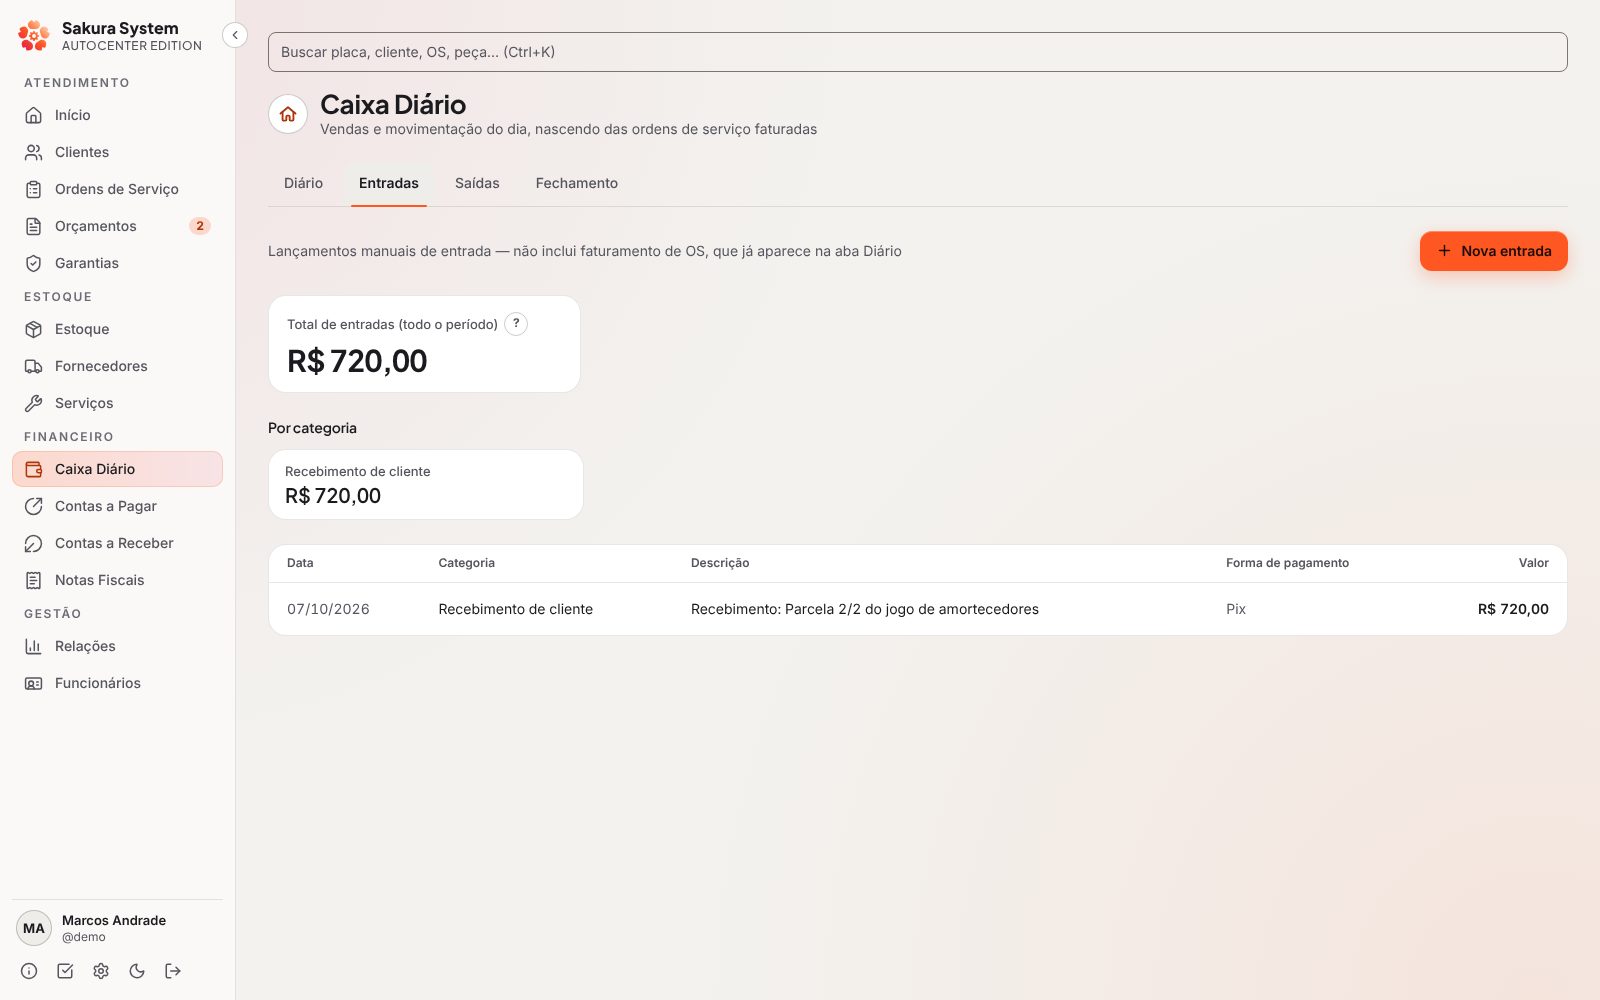 Sakura System
AUTOCENTER EDITION
ATENDIMENTO
Início
Clientes
Ordens de Serviço
Orçamentos 2
Garantias
ESTOQUE
Estoque
Fornecedores
Serviços
FINANCEIRO
Caixa Diário
Contas a Pagar
Contas a Receber
Notas Fiscais
GESTÃO
Relações
Funcionários
MA
Marcos Andrade
@demo
Buscar placa, cliente, OS, peça... (Ctrl+K)
Caixa Diário
Vendas e movimentação do dia, nascendo das ordens de serviço faturadas
Diário Entradas Saídas Fechamento
Lançamentos manuais de entrada — não inclui faturamento de OS, que já aparece na aba Diário
+ Nova entrada
Total de entradas (todo o período) ?
R$ 720,00
Por categoria
Recebimento de cliente
R$ 720,00
Data Categoria Descrição Forma de pagamento Valor
07/10/2026 Recebimento de cliente Recebimento: Parcela 2/2 do jogo de amortecedores Pix R$ 720,00